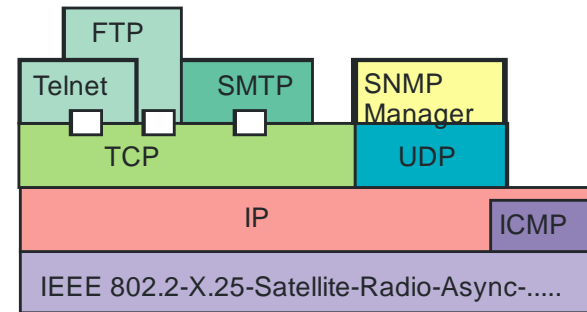 FTP
Telnet
SMTP
SNMP
Manager
TCP
UDP
IP
ICMP
IEEE 802.2-X.25-Satellite-Radio-Async-.....